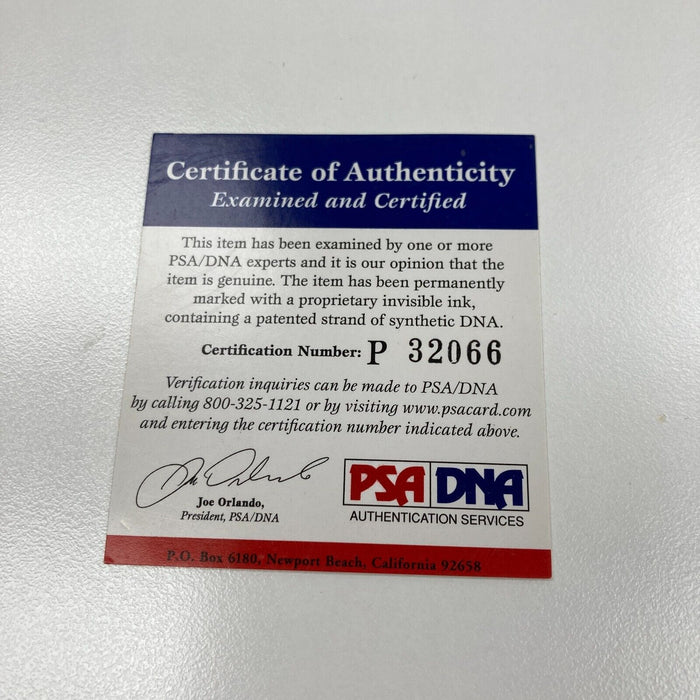 Certificate of Authenticity
Examined and Certified
This item has been examined by one or more
PSA/DNA experts and it is our opinion that the
item is genuine. The item has been permanently
marked with a proprietary invisible ink,
containing a patented strand of synthetic DNA.
Certification Number: P 32066
Verification inquiries can be made to PSA/DNA
by calling 800-325-1121 or by visiting www.psacard.com
and entering the certification number indicated above.
Joe Orlando,
President, PSA/DNA
PSA DNA
AUTHENTICATION SERVICES
P.O. Box 6180, Newport Beach, California 92658